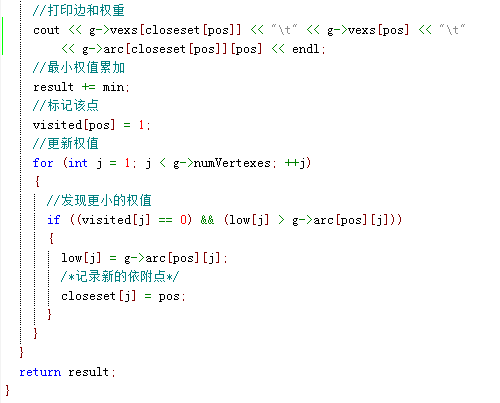 //打印边和权重
cout << g->vexs[closeset[pos]] << "\t" << g->vexs[pos] << "\t"
<< g->arc[closeset[pos]][pos] << endl;
//最小权值累加
result += min;
//标记该点
visited[pos] = 1;
//更新权值
for (int j = 1; j < g->numVertexes; ++j)
{
//发现更小的权值
if ((visited[j] == 0) && (low[j] > g->arc[pos][j]))
{
low[j] = g->arc[pos][j];
/*记录新的依附点*/
closeset[j] = pos;
}
}
}
return result;
}